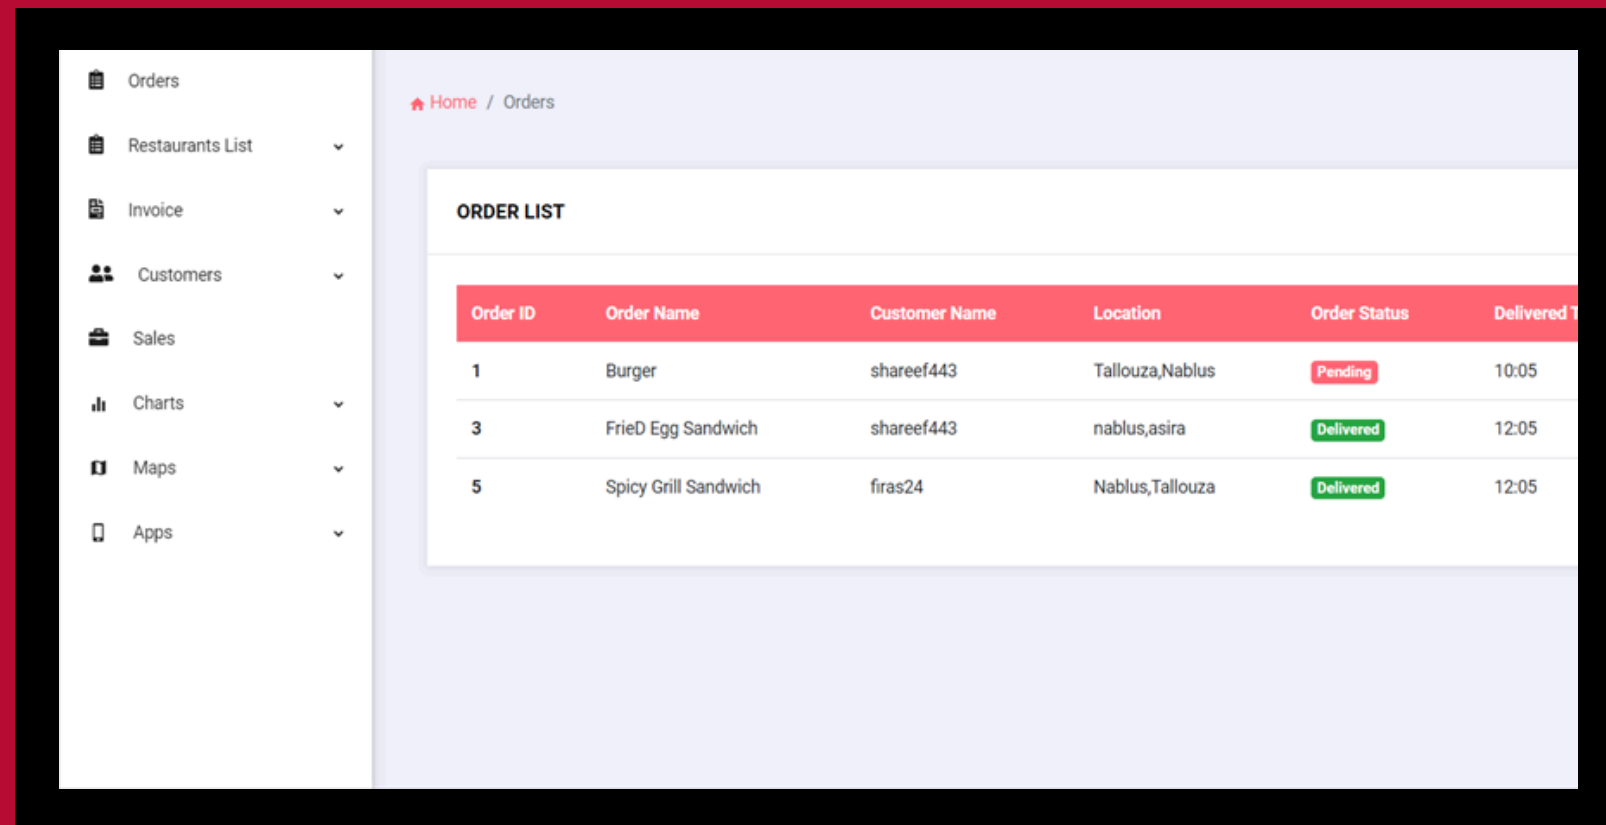 Orders
Restaurants List
Invoice
Customers
Sales
Charts
Maps
Apps
Home / Orders
ORDER LIST
Order ID Order Name Customer Name Location Order Status Delivered T
1 Burger shareef443 Tallouza,Nablus Pending 10:05
3 FrieD Egg Sandwich shareef443 nablus,asira Delivered 12:05
5 Spicy Grill Sandwich firas24 Nablus,Tallouza Delivered 12:05